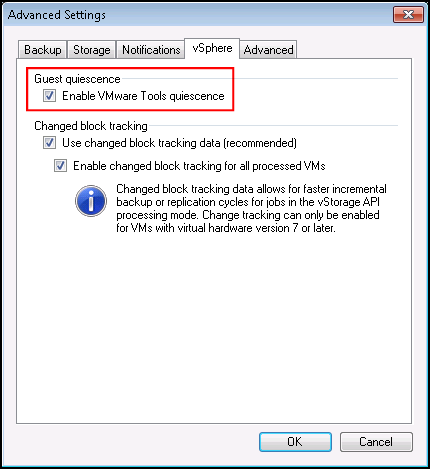 Advanced Settings
Backup Storage Notifications vSphere Advanced
Guest quiescence
Enable VMware Tools quiescence
Changed block tracking
Use changed block tracking data (recommended)
Enable changed block tracking for all processed VMs
Changed block tracking data allows for faster incremental
backup or replication cycles for jobs in the vStorage API
processing mode. Change tracking can only be enabled
for VMs with virtual hardware version 7 or later.
OK Cancel